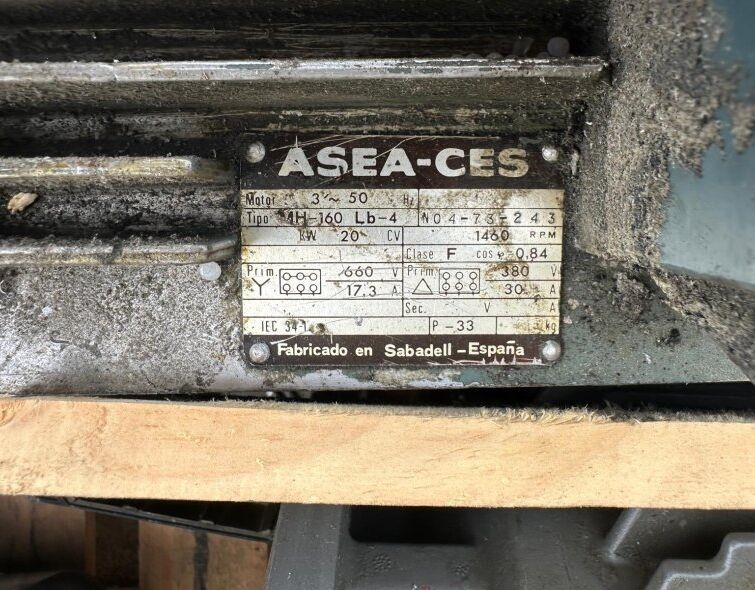 ASEA-CES
Motor 3~50 Hz
Tipo MH-160 Lb-4 No 4-73-243
kW 20 CV 1460 RPM
Clase F cos φ 0,84
Prim. 660 V Prim. 380 V
Y 17,3 A △ 30 A
Sec. V A
IEC 34-1 P-33 kg
Fabricado en Sabadell-España